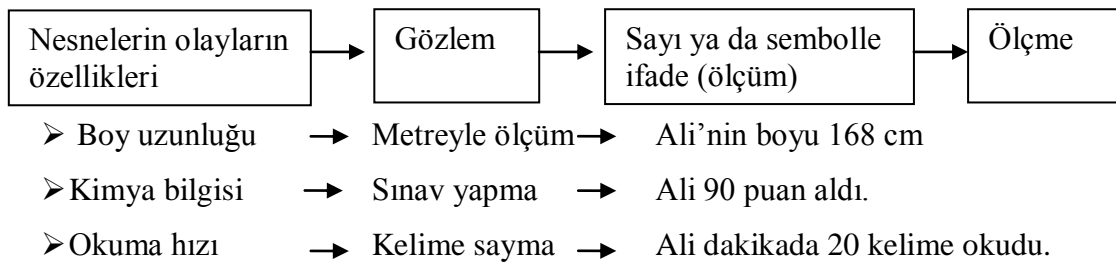 Nesnelerin olayların
özellikleri
Gözlem
Sayı ya da sembolle
ifade (ölçüm)
Ölçme
➢ Boy uzunluğu → Metreyle ölçüm → Ali’nin boyu 168 cm
➢ Kimya bilgisi → Sınav yapma → Ali 90 puan aldı.
➢ Okuma hızı → Kelime sayma → Ali dakikada 20 kelime okudu.